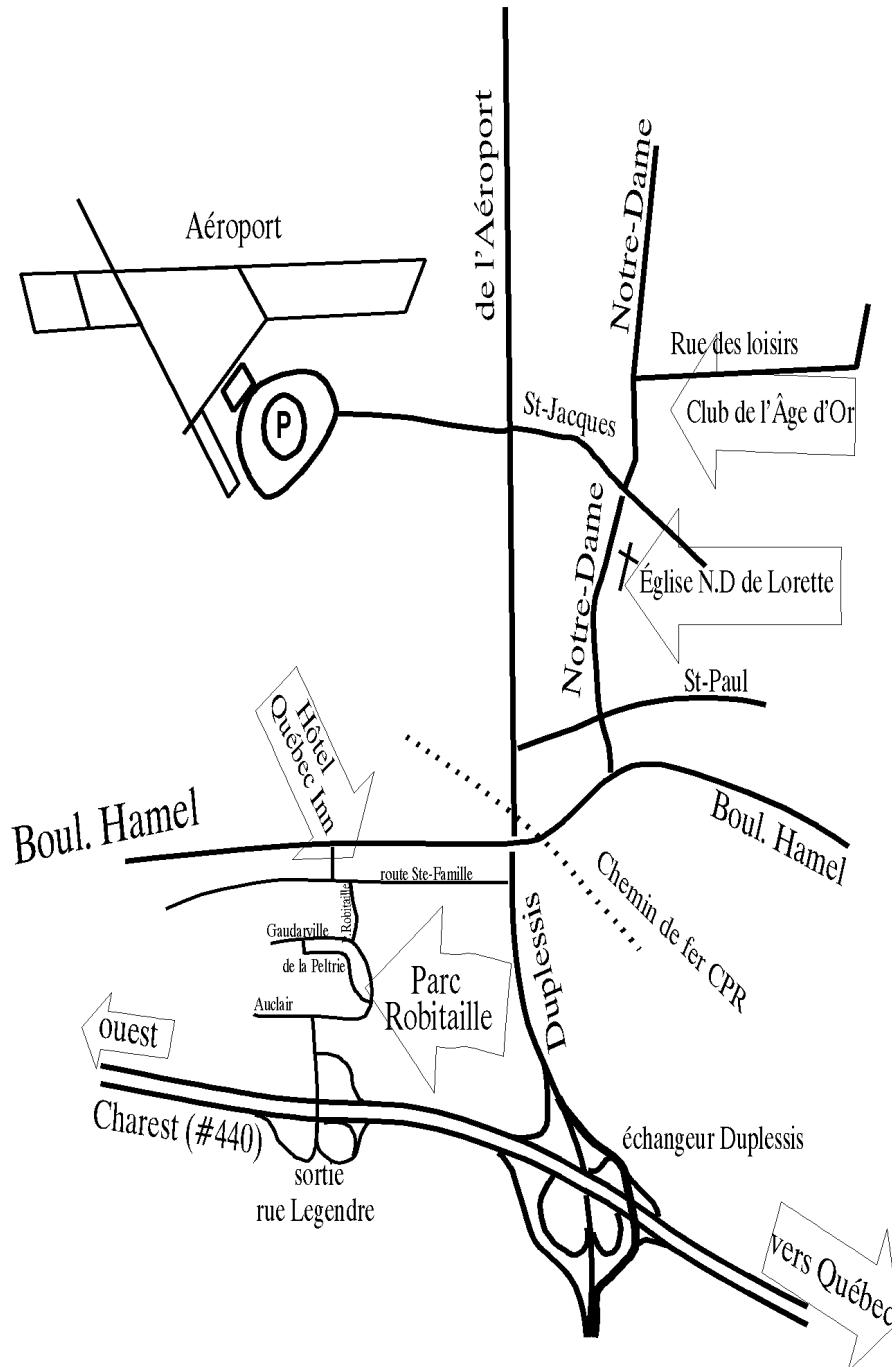 de l'Aéroport
Notre-Dame
Aéroport
Rue des loisirs
St-Jacques
Club de l'Âge d'Or
P
Notre-Dame
Église N.D de Lorette
St-Paul
Hôtel
Québec Inn
Boul. Hamel
Boul. Hamel
route Ste-Famille
Chemin de fer CPR
Robitaille
Gaudarville
de la Peltrie
Parc
Robitaille
Duplessis
Auclair
ouest
Charest (#440)
échangeur Duplessis
sortie
rue Legendre
vers Québec